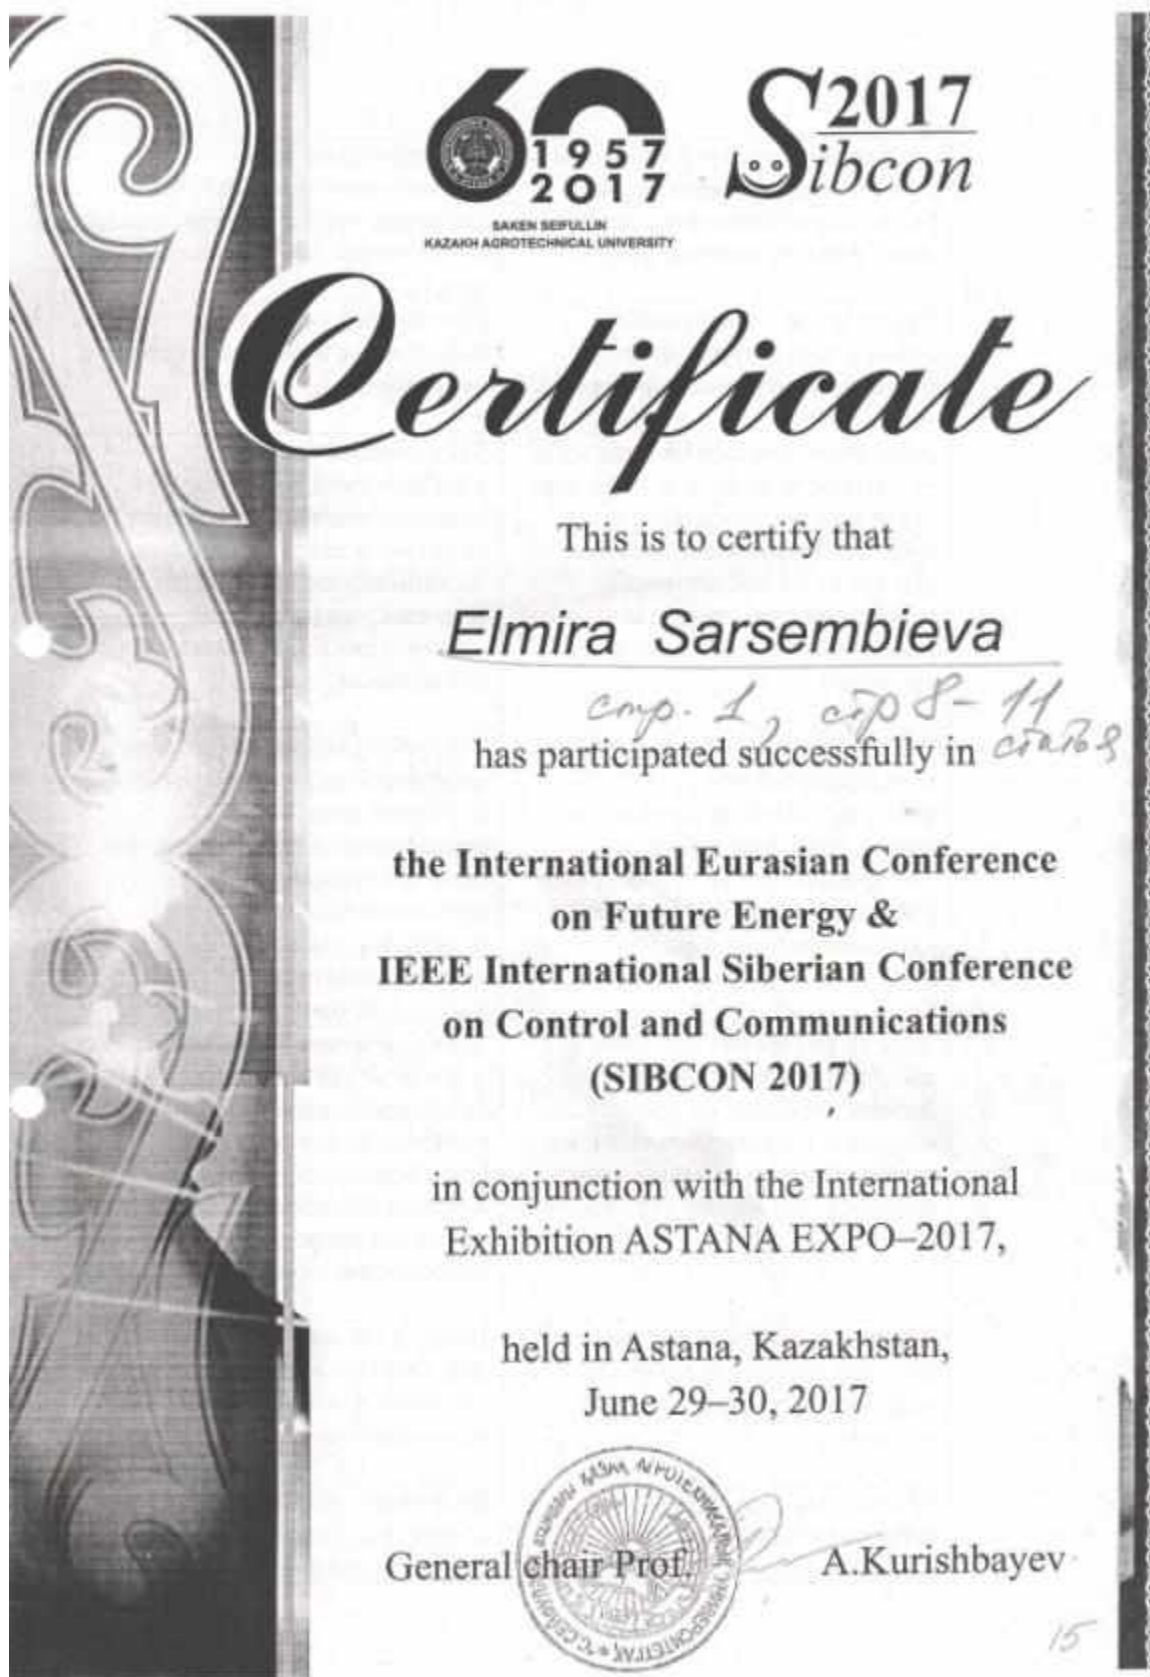 60
1957
2017
SAKEN SEIFULLIN
KAZAKH AGROTECHNICAL UNIVERSITY
2017
Sibcon
Certificate
This is to certify that
Elmira Sarsembieva
стр. 1, стр 8-11
статья
has participated successfully in
the International Eurasian Conference
on Future Energy &
IEEE International Siberian Conference
on Control and Communications
(SIBCON 2017)
in conjunction with the International
Exhibition ASTANA EXPO–2017,
held in Astana, Kazakhstan,
June 29–30, 2017
General chair Prof.
A.Kurishbayev
15